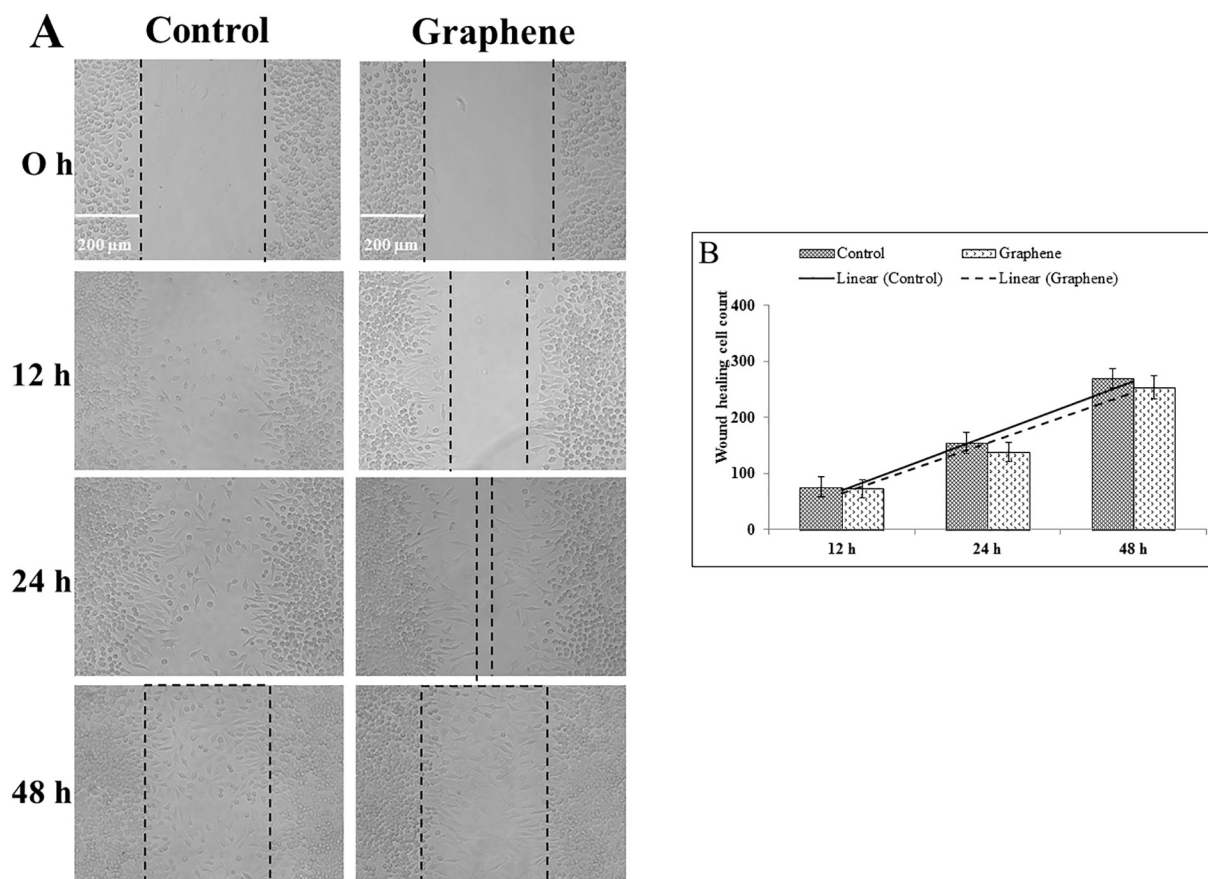 A
Control
Graphene
O h
200 µm
200 µm
12 h
24 h
48 h
B
Control
Graphene
Linear (Control)
Linear (Graphene)
Wound healing cell count
400
300
200
100
0
12 h
24 h
48 h